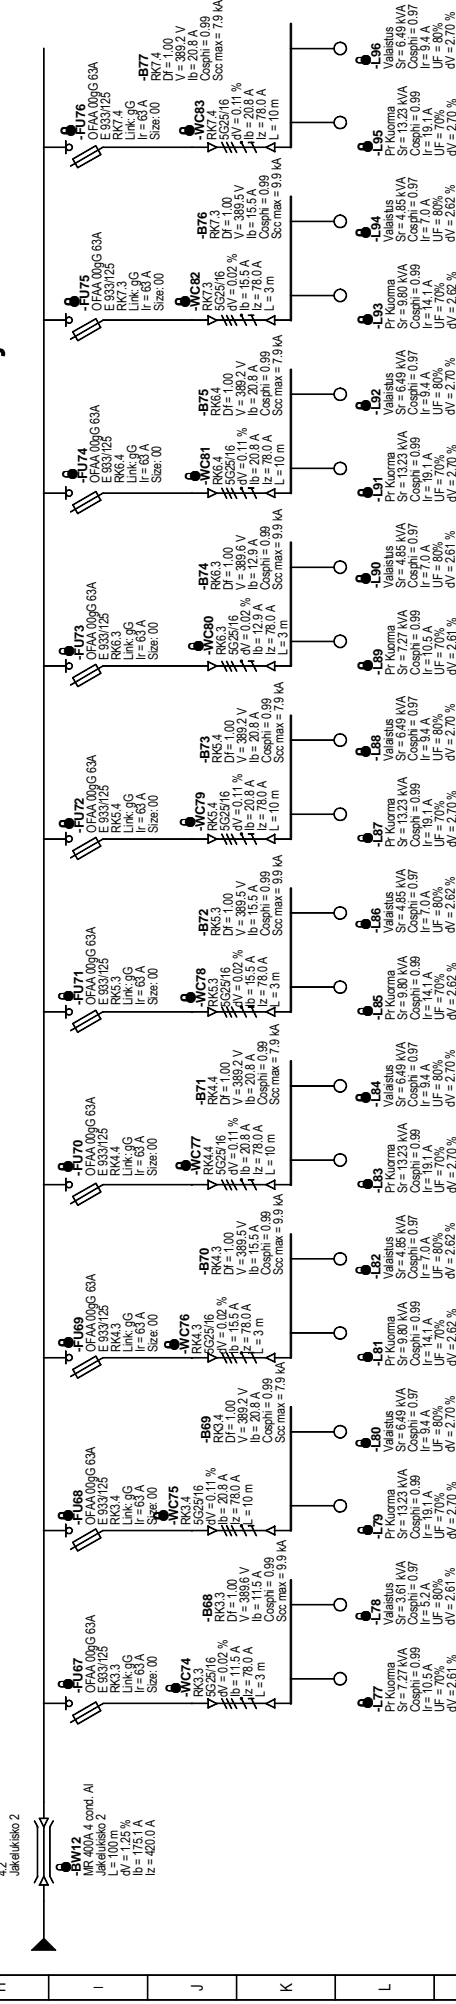 4.2
Jakelukisko 2
-BW12
MR 400A 4 cond. Al
Jakelukisko 2
L = 100 m
dV = 1.25 %
Ib = 175.1 A
Iz = 420.0 A
-FU67
OFAA 00gG 63A
E 933/125
RK3.3
Link: gG
Ir = 63 A
Size: 00
-WC74
RK3.3
5G25/16
dV = 0.02 %
Ib = 11.5 A
Iz = 78.0 A
L = 3 m
-B68
RK3.3
Df = 1.00
V = 389.6 V
Ib = 11.5 A
Cosphi = 0.99
Scc max = 9.9 kA
-L77
Pr Kuorma
Sr = 7.27 kVA
Cosphi = 0.99
Ir = 10.5 A
UF = 70%
dV = 2.61 %
-L78
Valaistus
Sr = 3.61 kVA
Cosphi = 0.97
Ir = 5.2 A
UF = 80%
dV = 2.61 %
-FU68
OFAA 00gG 63A
E 933/125
RK3.4
Link: gG
Ir = 63 A
Size: 00
-WC75
RK3.4
5G25/16
dV = 0.11 %
Ib = 20.8 A
Iz = 78.0 A
L = 10 m
-B69
RK3.4
Df = 1.00
V = 389.2 V
Ib = 20.8 A
Cosphi = 0.99
Scc max = 7.9 kA
-L79
Pr Kuorma
Sr = 13.23 kVA
Cosphi = 0.99
Ir = 19.1 A
UF = 70%
dV = 2.70 %
-L80
Valaistus
Sr = 6.49 kVA
Cosphi = 0.97
Ir = 9.4 A
UF = 80%
dV = 2.70 %
-FU69
OFAA 00gG 63A
E 933/125
RK4.3
Link: gG
Ir = 63 A
Size: 00
-WC76
RK4.3
5G25/16
dV = 0.02 %
Ib = 15.5 A
Iz = 78.0 A
L = 3 m
-B70
RK4.3
Df = 1.00
V = 389.5 V
Ib = 15.5 A
Cosphi = 0.99
Scc max = 9.9 kA
-L81
Pr Kuorma
Sr = 9.80 kVA
Cosphi = 0.99
Ir = 14.1 A
UF = 70%
dV = 2.62 %
-L82
Valaistus
Sr = 4.85 kVA
Cosphi = 0.97
Ir = 7.0 A
UF = 80%
dV = 2.62 %
-FU70
OFAA 00gG 63A
E 933/125
RK4.4
Link: gG
Ir = 63 A
Size: 00
-WC77
RK4.4
5G25/16
dV = 0.11 %
Ib = 20.8 A
Iz = 78.0 A
L = 10 m
-B71
RK4.4
Df = 1.00
V = 389.2 V
Ib = 20.8 A
Cosphi = 0.99
Scc max = 7.9 kA
-L83
Pr Kuorma
Sr = 13.23 kVA
Cosphi = 0.99
Ir = 19.1 A
UF = 70%
dV = 2.70 %
-L84
Valaistus
Sr = 6.49 kVA
Cosphi = 0.97
Ir = 9.4 A
UF = 80%
dV = 2.70 %
-FU71
OFAA 00gG 63A
E 933/125
RK5.3
Link: gG
Ir = 63 A
Size: 00
-WC78
RK5.3
5G25/16
dV = 0.02 %
Ib = 15.5 A
Iz = 78.0 A
L = 3 m
-B72
RK5.3
Df = 1.00
V = 389.5 V
Ib = 15.5 A
Cosphi = 0.99
Scc max = 9.9 kA
-L85
Pr Kuorma
Sr = 9.80 kVA
Cosphi = 0.99
Ir = 14.1 A
UF = 70%
dV = 2.62 %
-L86
Valaistus
Sr = 4.85 kVA
Cosphi = 0.97
Ir = 7.0 A
UF = 80%
dV = 2.62 %
-FU72
OFAA 00gG 63A
E 933/125
RK5.4
Link: gG
Ir = 63 A
Size: 00
-WC79
RK5.4
5G25/16
dV = 0.11 %
Ib = 20.8 A
Iz = 78.0 A
L = 10 m
-B73
RK5.4
Df = 1.00
V = 389.2 V
Ib = 20.8 A
Cosphi = 0.99
Scc max = 7.9 kA
-L87
Pr Kuorma
Sr = 13.23 kVA
Cosphi = 0.99
Ir = 19.1 A
UF = 70%
dV = 2.70 %
-L88
Valaistus
Sr = 6.49 kVA
Cosphi = 0.97
Ir = 9.4 A
UF = 80%
dV = 2.70 %
-FU73
OFAA 00gG 63A
E 933/125
RK6.3
Link: gG
Ir = 63 A
Size: 00
-WC80
RK6.3
5G25/16
dV = 0.02 %
Ib = 12.9 A
Iz = 78.0 A
L = 3 m
-B74
RK6.3
Df = 1.00
V = 389.6 V
Ib = 12.9 A
Cosphi = 0.99
Scc max = 9.9 kA
-L89
Pr Kuorma
Sr = 7.27 kVA
Cosphi = 0.99
Ir = 10.5 A
UF = 70%
dV = 2.61 %
-L90
Valaistus
Sr = 4.85 kVA
Cosphi = 0.97
Ir = 7.0 A
UF = 80%
dV = 2.61 %
-FU74
OFAA 00gG 63A
E 933/125
RK6.4
Link: gG
Ir = 63 A
Size: 00
-WC81
RK6.4
5G25/16
dV = 0.11 %
Ib = 20.8 A
Iz = 78.0 A
L = 10 m
-B75
RK6.4
Df = 1.00
V = 389.2 V
Ib = 20.8 A
Cosphi = 0.99
Scc max = 7.9 kA
-L91
Pr Kuorma
Sr = 13.23 kVA
Cosphi = 0.99
Ir = 19.1 A
UF = 70%
dV = 2.70 %
-L92
Valaistus
Sr = 6.49 kVA
Cosphi = 0.97
Ir = 9.4 A
UF = 80%
dV = 2.70 %
-FU75
OFAA 00gG 63A
E 933/125
RK7.3
Link: gG
Ir = 63 A
Size: 00
-WC82
RK7.3
5G25/16
dV = 0.02 %
Ib = 15.5 A
Iz = 78.0 A
L = 3 m
-B76
RK7.3
Df = 1.00
V = 389.5 V
Ib = 15.5 A
Cosphi = 0.99
Scc max = 9.9 kA
-L93
Pr Kuorma
Sr = 9.80 kVA
Cosphi = 0.99
Ir = 14.1 A
UF = 70%
dV = 2.62 %
-L94
Valaistus
Sr = 4.85 kVA
Cosphi = 0.97
Ir = 7.0 A
UF = 80%
dV = 2.62 %
-FU76
OFAA 00gG 63A
E 933/125
RK7.4
Link: gG
Ir = 63 A
Size: 00
-WC83
RK7.4
5G25/16
dV = 0.11 %
Ib = 20.8 A
Iz = 78.0 A
L = 10 m
-B77
RK7.4
Df = 1.00
V = 389.2 V
Ib = 20.8 A
Cosphi = 0.99
Scc max = 7.9 kA
-L95
Pr Kuorma
Sr = 13.23 kVA
Cosphi = 0.99
Ir = 19.1 A
UF = 70%
dV = 2.70 %
-L96
Valaistus
Sr = 6.49 kVA
Cosphi = 0.97
Ir = 9.4 A
UF = 80%
dV = 2.70 %
H
I
J
K
L